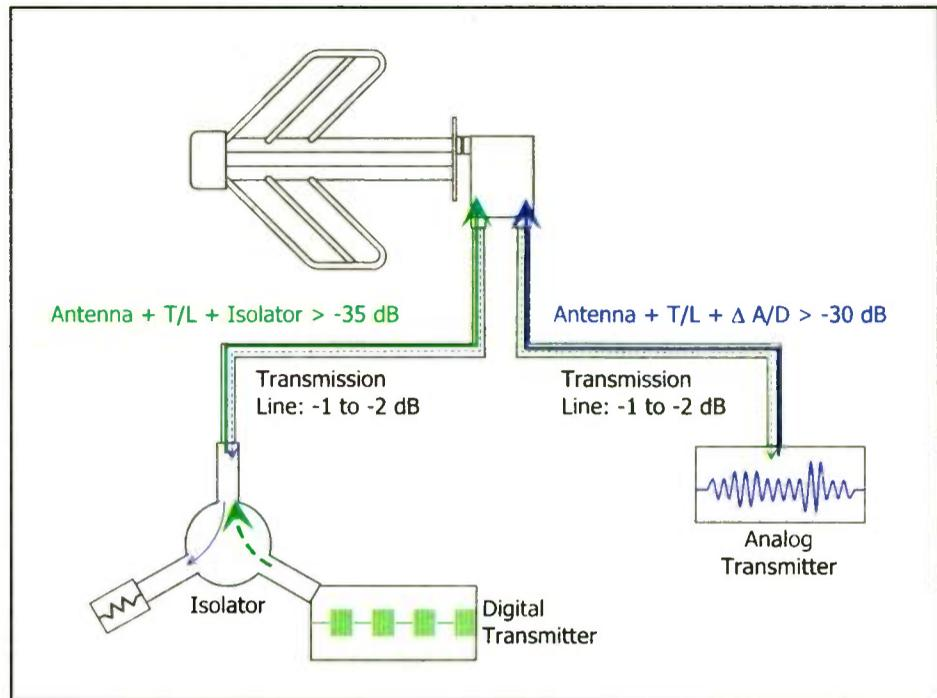 Antenna + T/L + Isolator > -35 dB
Antenna + T/L + Δ A/D > -30 dB
Transmission
Line: -1 to -2 dB
Transmission
Line: -1 to -2 dB
Analog
Transmitter
Isolator
Digital
Transmitter